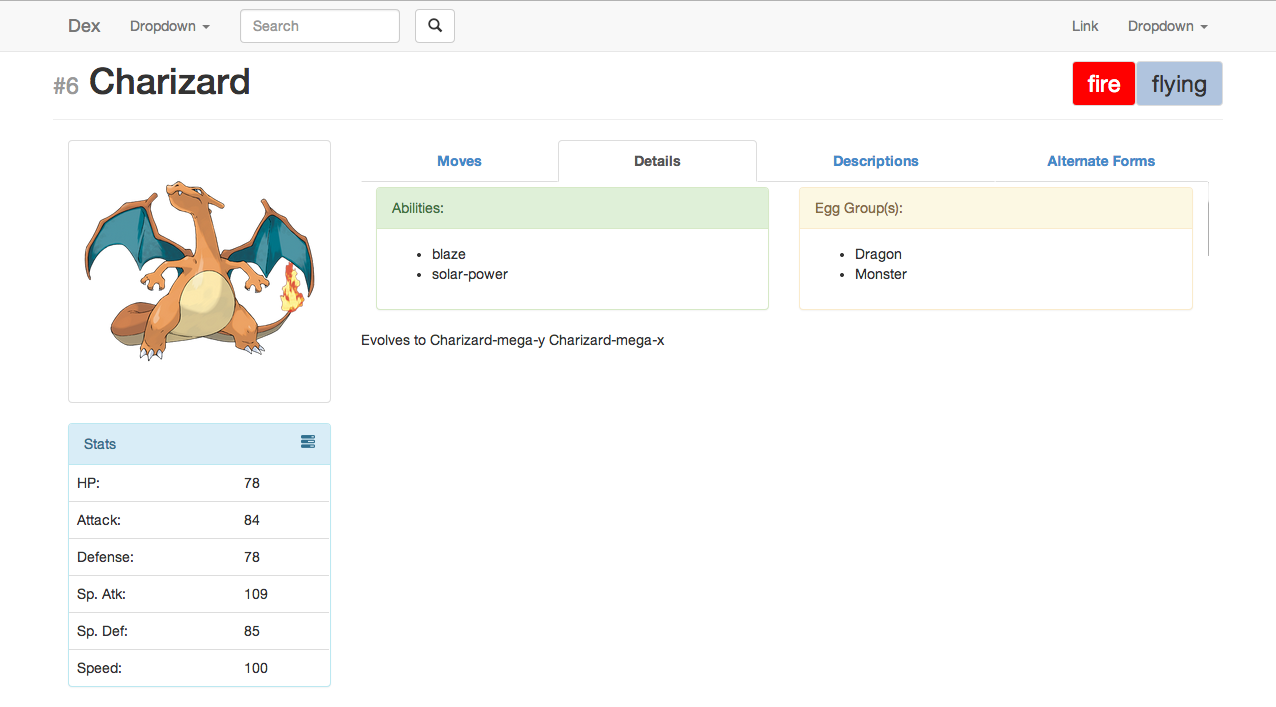 Dex Dropdown Search Link Dropdown
#6 Charizard fire flying
Moves Details Descriptions Alternate Forms
Abilities:
blaze
solar-power
Egg Group(s):
Dragon
Monster
Evolves to Charizard-mega-y Charizard-mega-x
Stats
HP: 78
Attack: 84
Defense: 78
Sp. Atk: 109
Sp. Def: 85
Speed: 100